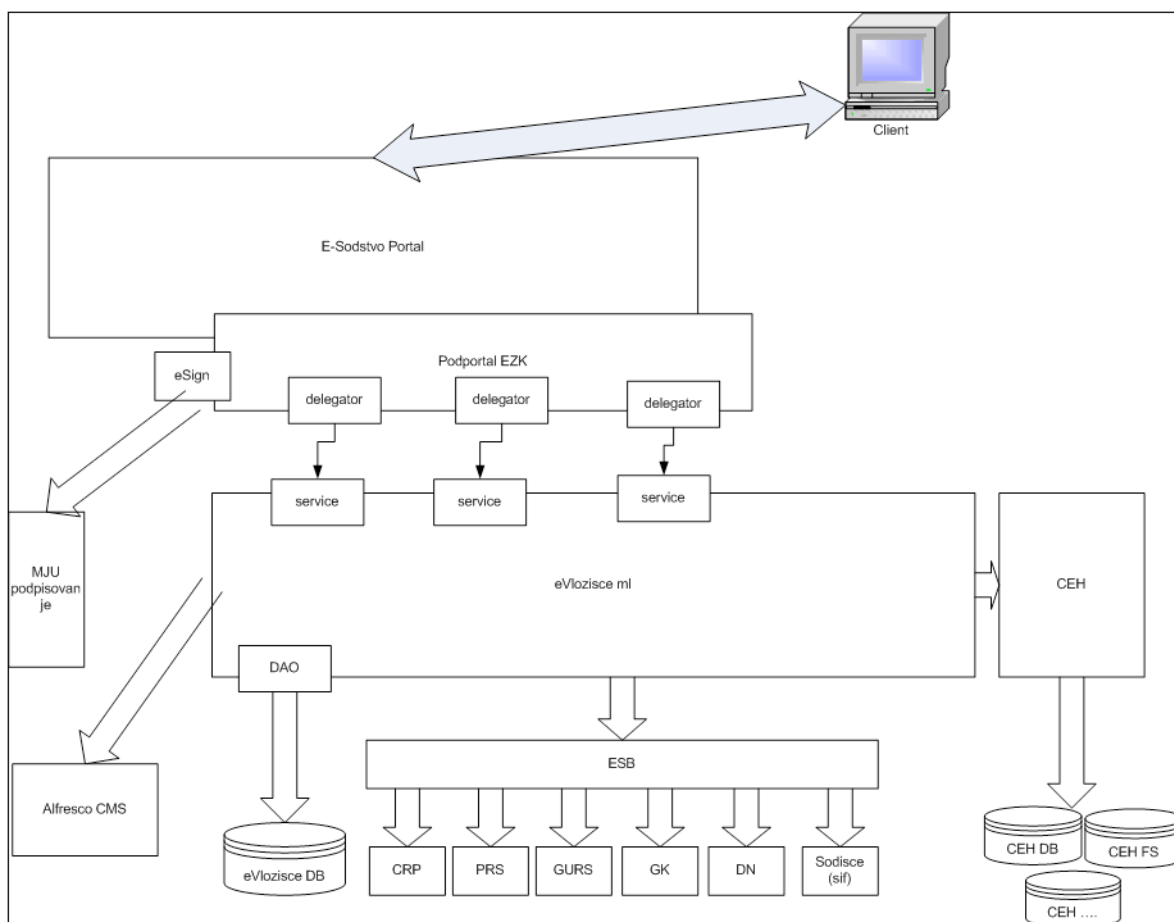 Client
E-Sodstvo Portal
Podportal EZK
eSign
delegator
delegator
delegator
service
service
service
MJU
podpisovan
je
eVlozisce ml
CEH
DAO
ESB
Alfresco CMS
eVlozisce DB
CRP
PRS
GURS
GK
DN
Sodisce
(sif)
CEH DB
CEH FS
CEH ....